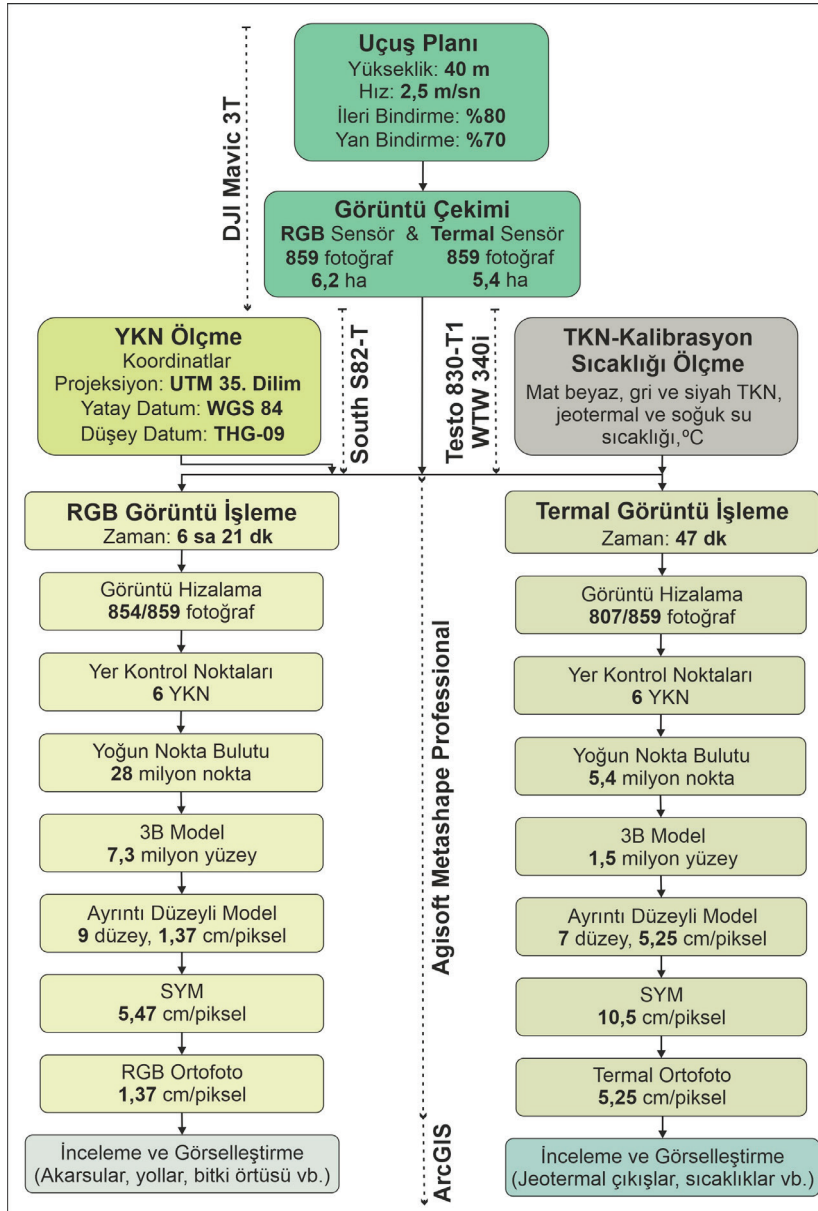 Uçuş Planı
Yükseklik: 40 m
Hız: 2,5 m/sn
İleri Bindirme: %80
Yan Bindirme: %70
DJI Mavic 3T
Görüntü Çekimi
RGB Sensör & Termal Sensör
859 fotoğraf 859 fotoğraf
6,2 ha 5,4 ha
YKN Ölçme
Koordinatlar
Projeksiyon: UTM 35. Dilim
Yatay Datum: WGS 84
Düşey Datum: THG-09
South S82-T
Testo 830-T1
WTW 340i
TKN-Kalibrasyon
Sıcaklığı Ölçme
Mat beyaz, gri ve siyah TKN,
jeotermal ve soğuk su
sıcaklığı,ºC
RGB Görüntü İşleme
Zaman: 6 sa 21 dk
Görüntü Hizalama
854/859 fotoğraf
Yer Kontrol Noktaları
6 YKN
Yoğun Nokta Bulutu
28 milyon nokta
3B Model
7,3 milyon yüzey
Ayrıntı Düzeyli Model
9 düzey, 1,37 cm/piksel
SYM
5,47 cm/piksel
RGB Ortofoto
1,37 cm/piksel
İnceleme ve Görselleştirme
(Akarsular, yollar, bitki örtüsü vb.)
Agisoft Metashape Professional
ArcGIS
Termal Görüntü İşleme
Zaman: 47 dk
Görüntü Hizalama
807/859 fotoğraf
Yer Kontrol Noktaları
6 YKN
Yoğun Nokta Bulutu
5,4 milyon nokta
3B Model
1,5 milyon yüzey
Ayrıntı Düzeyli Model
7 düzey, 5,25 cm/piksel
SYM
10,5 cm/piksel
Termal Ortofoto
5,25 cm/piksel
İnceleme ve Görselleştirme
(Jeotermal çıkışlar, sıcaklıklar vb.)